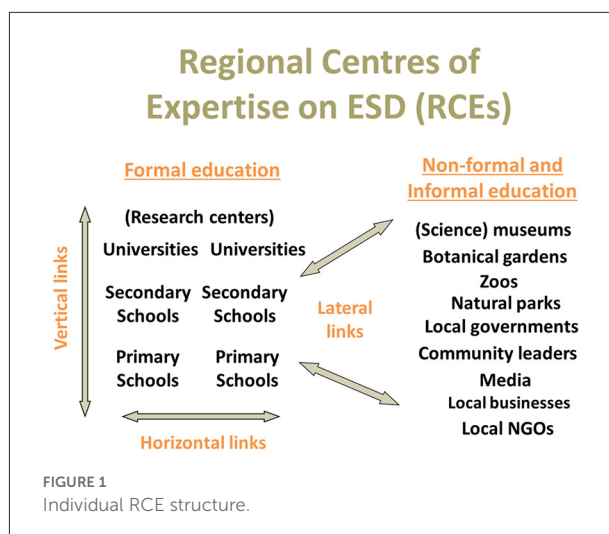 Regional Centres of
Expertise on ESD (RCEs)
Formal education
(Research centers)
Universities Universities
Secondary Secondary
Schools Schools
Primary Primary
Schools Schools
Vertical links
Horizontal links
Lateral
links
Non-formal and
Informal education
(Science) museums
Botanical gardens
Zoos
Natural parks
Local governments
Community leaders
Media
Local businesses
Local NGOs
FIGURE 1
Individual RCE structure.